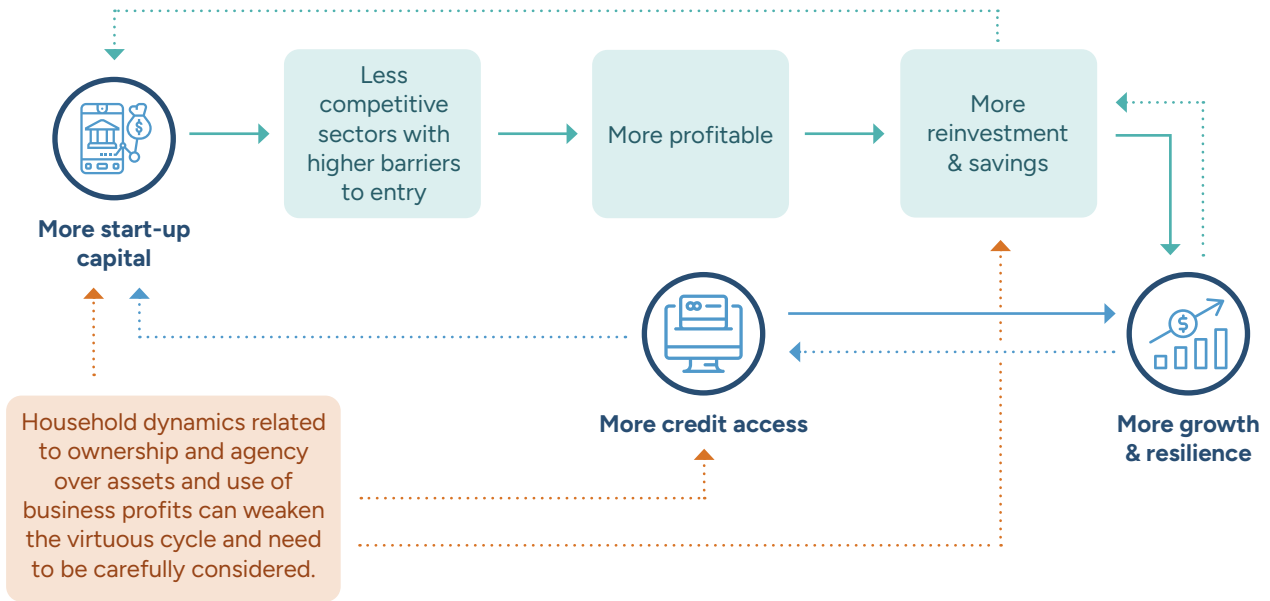 More start-up
capital
Less
competitive
sectors with
higher barriers
to entry
More profitable
More
reinvestment
& savings
More credit access
More growth
& resilience
Household dynamics related
to ownership and agency
over assets and use of
business profits can weaken
the virtuous cycle and need
to be carefully considered.